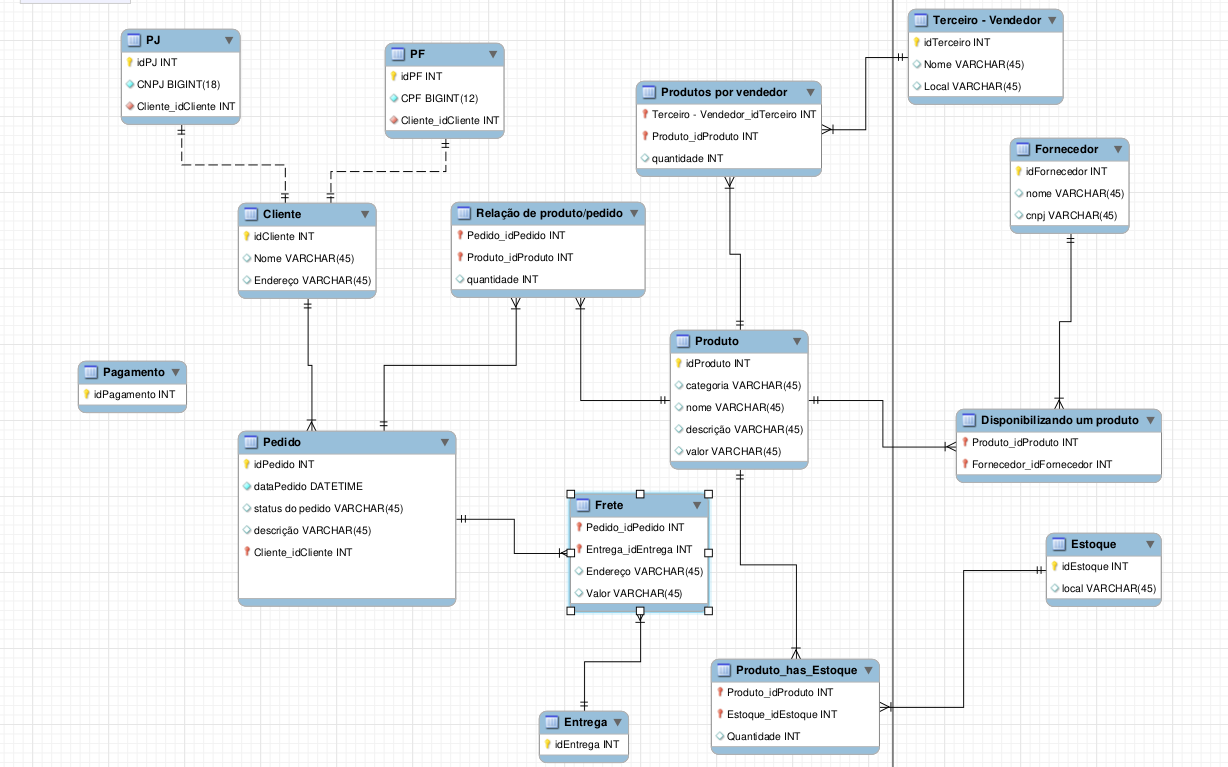 PJ
idPJ INT
CNPJ BIGINT(18)
Cliente_idCliente INT
PF
idPF INT
CPF BIGINT(12)
Cliente_idCliente INT
Produtos por vendedor
Terceiro - Vendedor_idTerceiro INT
Produto_idProduto INT
quantidade INT
Terceiro - Vendedor
idTerceiro INT
Nome VARCHAR(45)
Local VARCHAR(45)
Fornecedor
idFornecedor INT
nome VARCHAR(45)
cnpj VARCHAR(45)
Cliente
idCliente INT
Nome VARCHAR(45)
Endereço VARCHAR(45)
Relação de produto/pedido
Pedido_idPedido INT
Produto_idProduto INT
quantidade INT
Produto
idProduto INT
categoria VARCHAR(45)
nome VARCHAR(45)
descrição VARCHAR(45)
valor VARCHAR(45)
Pagamento
idPagamento INT
Disponibilizando um produto
Produto_idProduto INT
Fornecedor_idFornecedor INT
Pedido
idPedido INT
dataPedido DATETIME
status do pedido VARCHAR(45)
descrição VARCHAR(45)
Cliente_idCliente INT
Frete
Pedido_idPedido INT
Entrega_idEntrega INT
Endereço VARCHAR(45)
Valor VARCHAR(45)
Estoque
idEstoque INT
local VARCHAR(45)
Produto_has_Estoque
Produto_idProduto INT
Estoque_idEstoque INT
Quantidade INT
Entrega
idEntrega INT